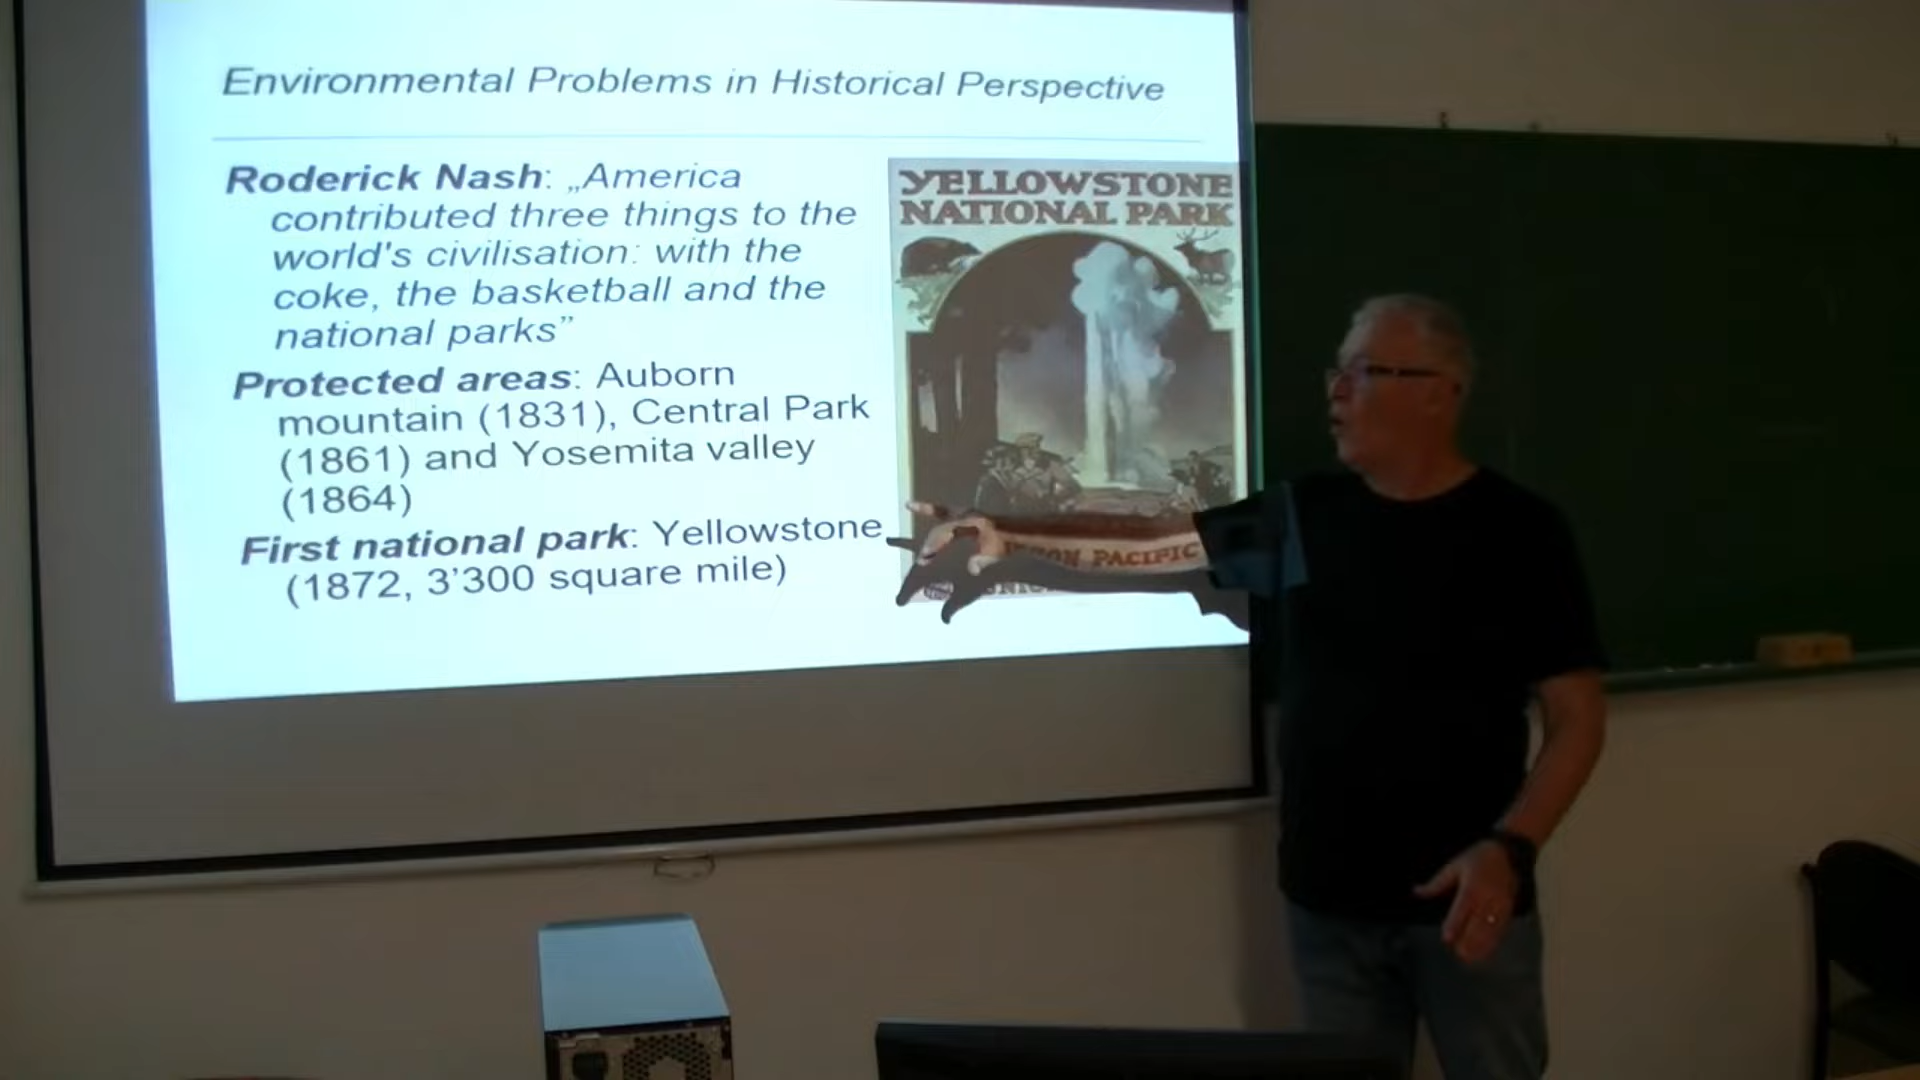 Environmental Problems in Historical Perspective
Roderick Nash: „America
contributed three things to the
world's civilisation: with the
coke, the basketball and the
national parks”
Protected areas: Auborn
mountain (1831), Central Park
(1861) and Yosemita valley
(1864)
First national park: Yellowstone
(1872, 3’300 square mile)
YELLOWSTONE
NATIONAL PARK
PACIFIC